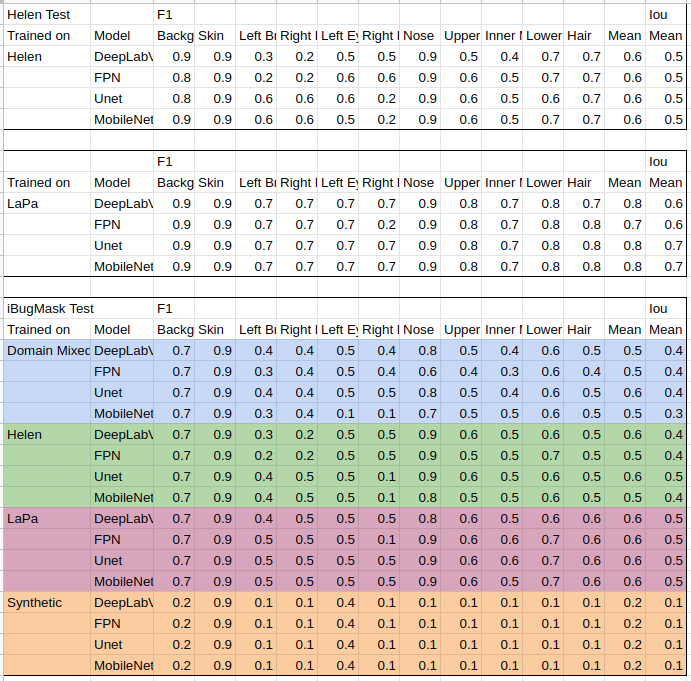 Helen Test F1 Iou
Trained on Model Backg Skin Left Br Right I Left Ey Right I Nose Upper Inner M Lower Hair Mean Mean
Helen DeepLabV 0.9 0.9 0.3 0.2 0.5 0.5 0.9 0.5 0.4 0.7 0.7 0.6 0.5
FPN 0.8 0.9 0.2 0.2 0.6 0.6 0.9 0.6 0.5 0.7 0.7 0.6 0.5
Unet 0.8 0.9 0.6 0.6 0.6 0.2 0.9 0.6 0.5 0.6 0.7 0.6 0.5
MobileNet 0.9 0.9 0.6 0.6 0.5 0.2 0.9 0.6 0.5 0.7 0.7 0.6 0.5
F1 Iou
Trained on Model Backg Skin Left Br Right I Left Ey Right I Nose Upper Inner M Lower Hair Mean Mean
LaPa DeepLabV 0.9 0.9 0.7 0.7 0.7 0.7 0.9 0.8 0.7 0.8 0.7 0.8 0.6
FPN 0.9 0.9 0.7 0.7 0.7 0.2 0.9 0.8 0.7 0.8 0.8 0.7 0.6
Unet 0.9 0.9 0.7 0.7 0.7 0.7 0.9 0.8 0.7 0.8 0.8 0.8 0.7
MobileNet 0.9 0.9 0.7 0.7 0.7 0.7 0.9 0.8 0.7 0.8 0.8 0.8 0.7
iBugMask Test F1 Iou
Trained on Model Backg Skin Left Br Right I Left Ey Right I Nose Upper Inner M Lower Hair Mean Mean
Domain Mixed DeepLabV 0.7 0.9 0.4 0.4 0.5 0.4 0.8 0.5 0.4 0.6 0.5 0.5 0.4
FPN 0.7 0.9 0.3 0.4 0.5 0.4 0.6 0.4 0.3 0.6 0.4 0.5 0.4
Unet 0.7 0.9 0.4 0.4 0.5 0.5 0.8 0.5 0.4 0.6 0.5 0.5 0.4
MobileNet 0.7 0.9 0.3 0.4 0.1 0.1 0.7 0.5 0.5 0.6 0.5 0.5 0.3
Helen DeepLabV 0.7 0.9 0.3 0.2 0.5 0.5 0.9 0.6 0.5 0.6 0.5 0.6 0.4
FPN 0.7 0.9 0.2 0.2 0.5 0.5 0.9 0.5 0.5 0.7 0.5 0.5 0.4
Unet 0.7 0.9 0.4 0.5 0.5 0.1 0.9 0.6 0.5 0.6 0.5 0.6 0.5
MobileNet 0.7 0.9 0.4 0.5 0.5 0.1 0.8 0.5 0.5 0.6 0.5 0.5 0.4
LaPa DeepLabV 0.7 0.9 0.4 0.5 0.5 0.5 0.8 0.6 0.5 0.6 0.6 0.6 0.5
FPN 0.7 0.9 0.5 0.5 0.5 0.1 0.9 0.6 0.6 0.7 0.6 0.6 0.5
Unet 0.7 0.9 0.5 0.5 0.5 0.5 0.9 0.6 0.6 0.7 0.6 0.6 0.5
MobileNet 0.7 0.9 0.5 0.5 0.5 0.5 0.9 0.6 0.5 0.7 0.6 0.6 0.5
Synthetic DeepLabV 0.2 0.9 0.1 0.1 0.4 0.1 0.1 0.1 0.1 0.1 0.1 0.2 0.1
FPN 0.2 0.9 0.1 0.1 0.4 0.1 0.1 0.1 0.1 0.1 0.1 0.2 0.1
Unet 0.2 0.9 0.1 0.1 0.4 0.1 0.1 0.1 0.1 0.1 0.1 0.2 0.1
MobileNet 0.2 0.9 0.1 0.1 0.4 0.1 0.1 0.1 0.1 0.1 0.1 0.2 0.1